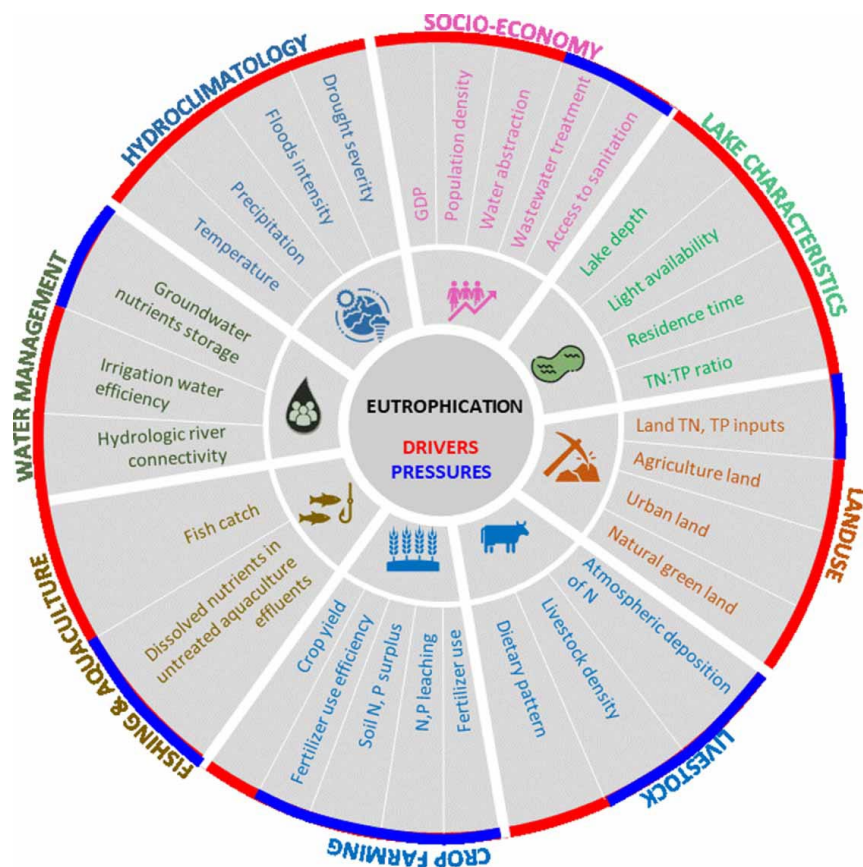 SOCIO-ECONOMY
GDP
Population density
Water abstraction
Wastewater treatment
Access to sanitation
LAKE CHARACTERISTICS
Lake depth
Light availability
Residence time
TN:TP ratio
LANDUSE
Land TN, TP inputs
Agriculture land
Urban land
Natural green land
LIVESTOCK
Atmospheric deposition
of N
Livestock density
Dietary pattern
CROP FARMING
Fertilizer use
N,P leaching
Soil N, P surplus
Fertilizer use efficiency
Crop yield
FISHING & AQUACULTURE
Dissolved nutrients in
untreated aquaculture
effluents
Fish catch
WATER MANAGEMENT
Hydrologic river
connectivity
Irrigation water
efficiency
Groundwater
nutrients storage
HYDROCLIMATOLOGY
Temperature
Precipitation
Floods intensity
Drought severity
EUTROPHICATION
DRIVERS
PRESSURES